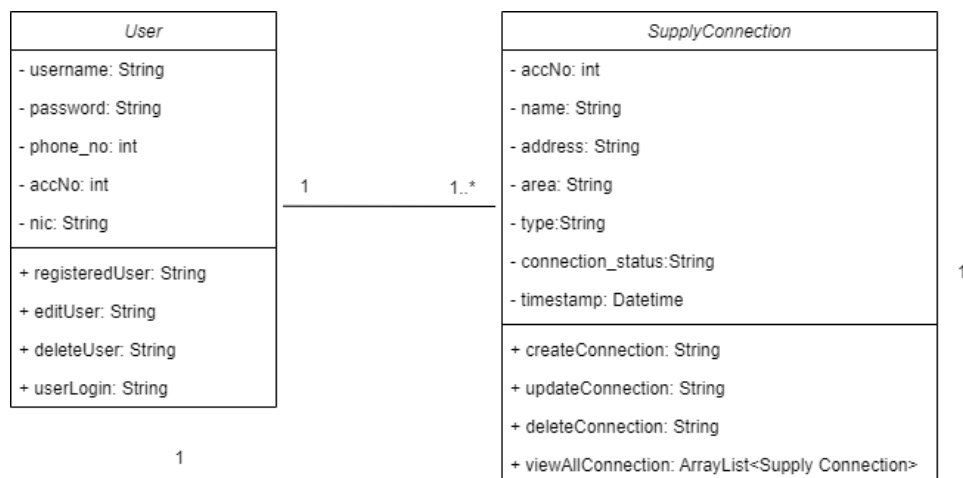 User
- username: String
- password: String
- phone_no: int
- accNo: int
- nic: String
+ registeredUser: String
+ editUser: String
+ deleteUser: String
+ userLogin: String
1
1
1..*
SupplyConnection
- accNo: int
- name: String
- address: String
- area: String
- type:String
- connection_status:String
- timestamp: Datetime
+ createConnection: String
+ updateConnection: String
+ deleteConnection: String
+ viewAllConnection: ArrayList<Supply Connection>
1